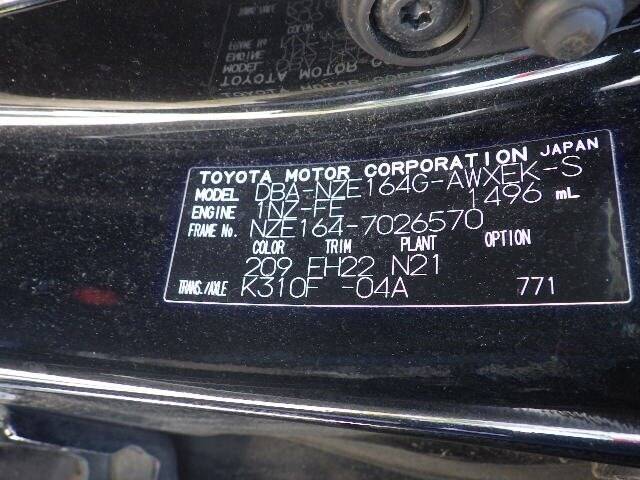 TOYOTA MOTOR CORPORATION JAPAN
MODEL DBA-NZE164G-AWXEK-S
ENGINE 1NZ-FE 1496 mL
FRAME No. NZE164-7026570
COLOR TRIM PLANT OPTION
209 FH22 N21
TRANS./AXLE K310F -04A 771